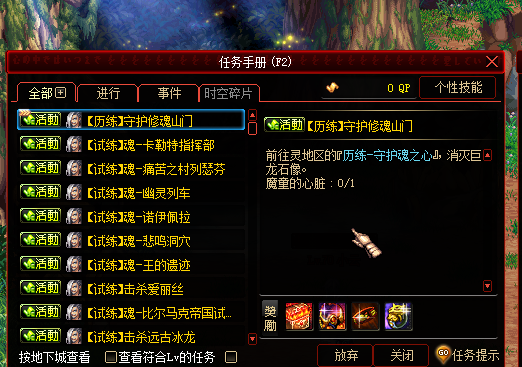 任务手册 (F2)
全部 进行 事件 时空碎片 0 QP 个性技能
活動 【历练】守护修魂山门
活動 【试练】魂-卡勒特指挥部
活動 【试练】魂-痛苦之村列瑟芬
活動 【试练】魂-幽灵列车
活動 【试练】魂-诺伊佩拉
活動 【试练】魂-悲鸣洞穴
活動 【试练】魂-王的遗迹
活動 【试练】击杀爱丽丝
活動 【试练】魂-比尔马克帝国试...
活動 【试练】击杀远古冰龙
按地下城查看 查看符合Lv的任务
活動 【历练】守护修魂山门
前往灵地区的『历练-守护魂之心』, 消灭巨
龙石像。
魔童的心脏 : 0/1
奖励
放弃 关闭 GO 任务提示